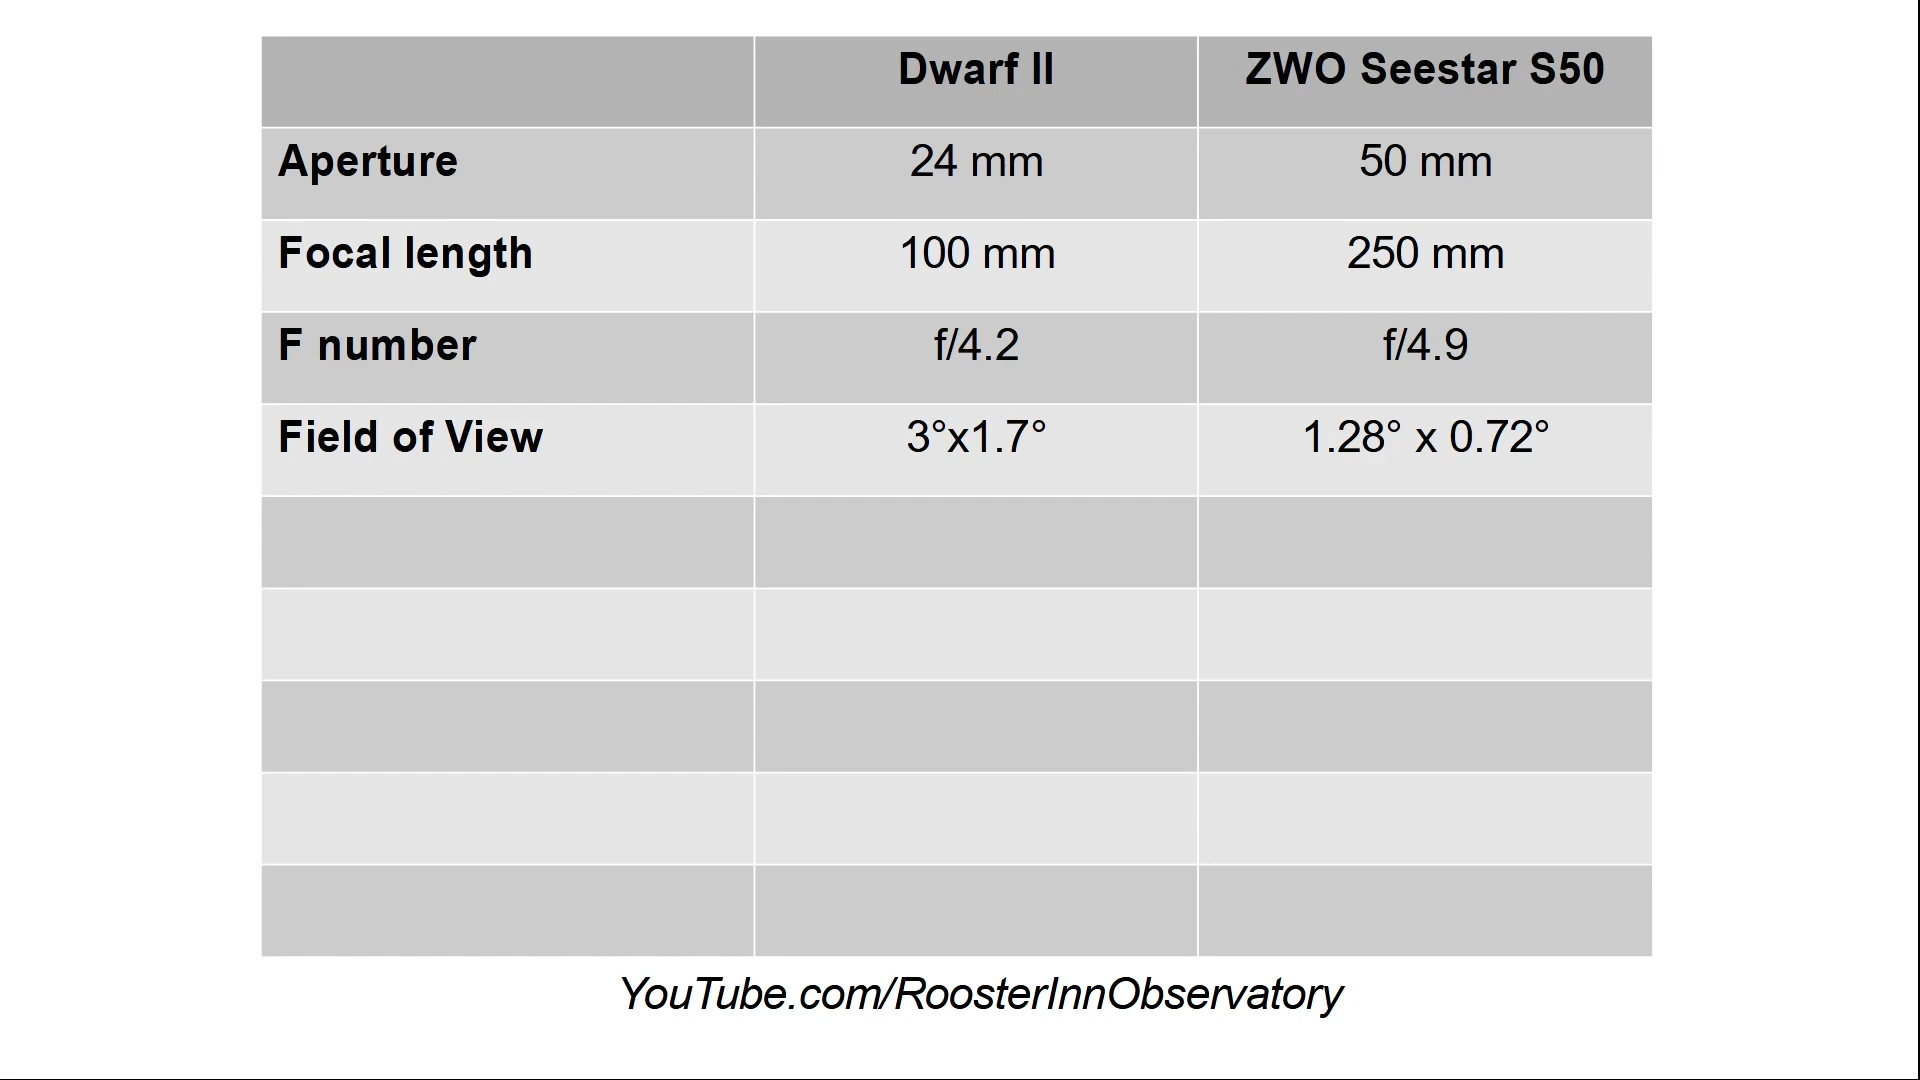 Dwarf II ZWO Seestar S50
Aperture 24 mm 50 mm
Focal length 100 mm 250 mm
F number f/4.2 f/4.9
Field of View 3°x1.7° 1.28° x 0.72°
YouTube.com/RoosterInnObservatory